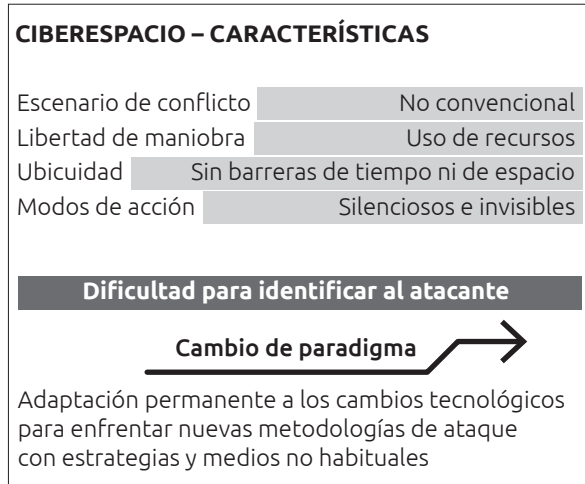 CIBERESPACIO – CARACTERÍSTICAS
Escenario de conflicto No convencional
Libertad de maniobra Uso de recursos
Ubicuidad Sin barreras de tiempo ni de espacio
Modos de acción Silenciosos e invisibles
Dificultad para identificar al atacante
Cambio de paradigma
Adaptación permanente a los cambios tecnológicos
para enfrentar nuevas metodologías de ataque
con estrategias y medios no habituales